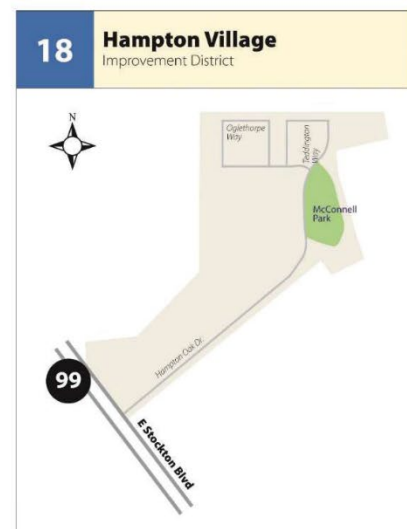 18
Hampton Village
Improvement District
N
Oglethorpe
Way
Teddington
Way
McConnell
Park
Hampton Oak Dr.
99
E Stockton Blvd